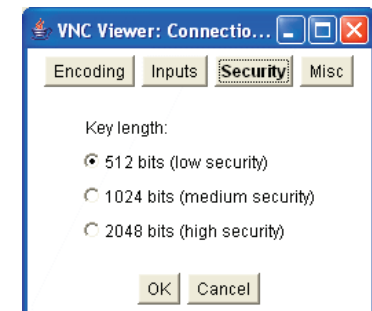 VNC Viewer: Connectio...
Encoding Inputs Security Misc
Key length:
512 bits (low security)
1024 bits (medium security)
2048 bits (high security)
OK Cancel